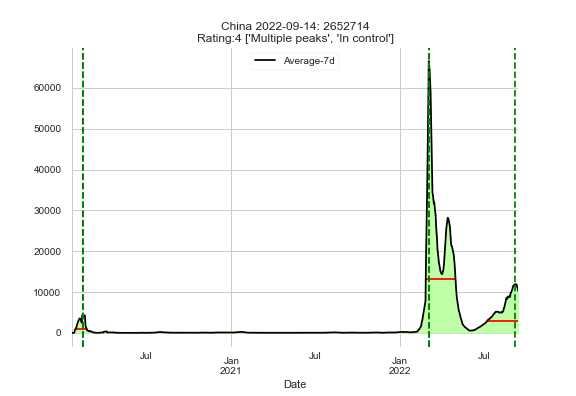 China 2022-09-14: 2652714
Rating:4 ['Multiple peaks', 'In control']
Average-7d
60000
50000
40000
30000
20000
10000
0
Jul
Jan
2021
Jul
Jan
2022
Jul
Date